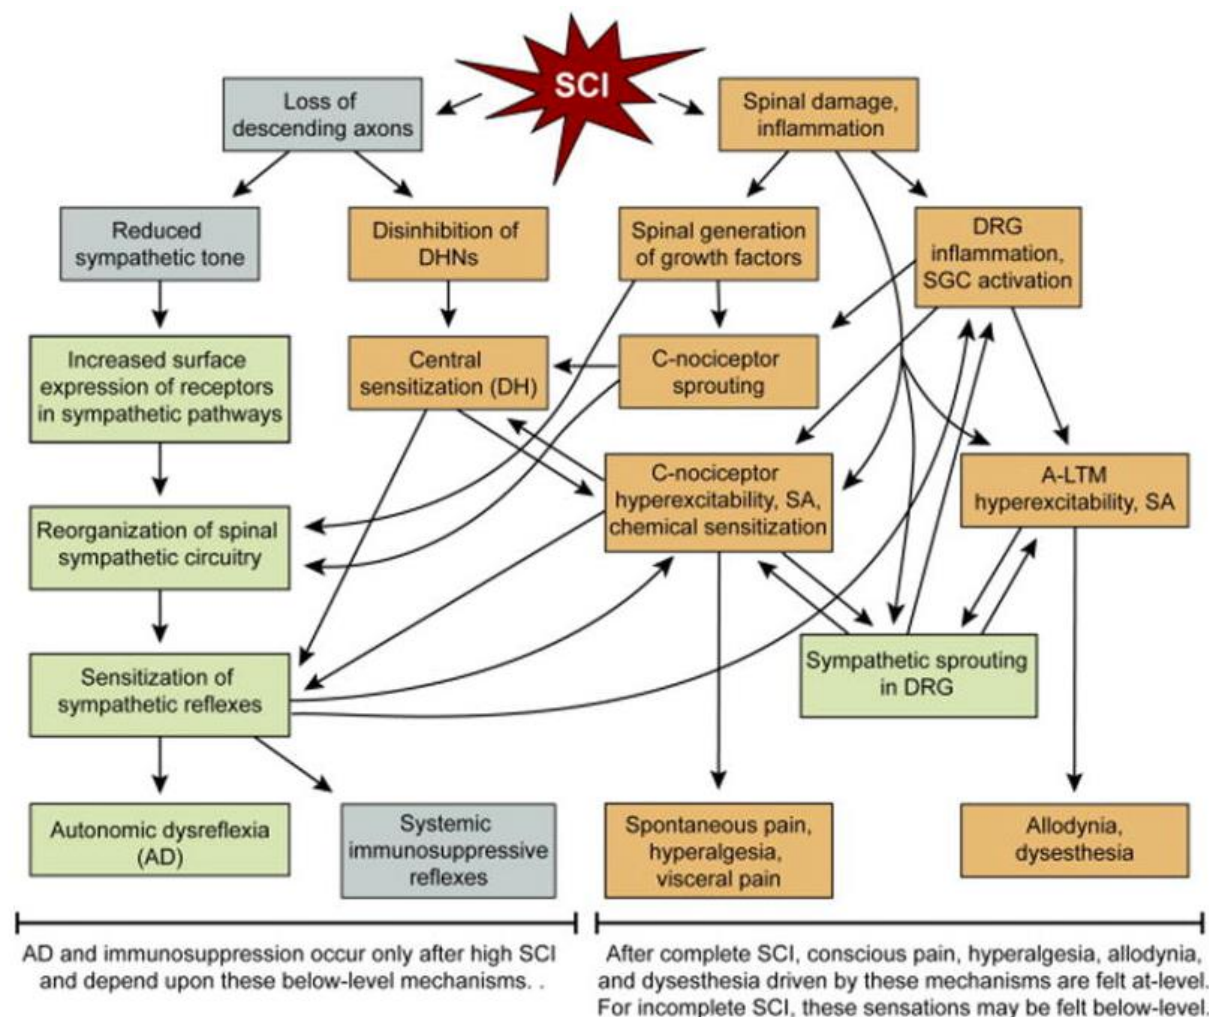 SCI
Loss of
descending axons
Spinal damage,
inflammation
Reduced
sympathetic tone
Disinhibition of
DHNs
Spinal generation
of growth factors
DRG
inflammation,
SGC activation
Increased surface
expression of receptors
in sympathetic pathways
Central
sensitization (DH)
C-nociceptor
sprouting
C-nociceptor
hyperexcitability, SA,
chemical sensitization
A-LTM
hyperexcitability, SA
Reorganization of spinal
sympathetic circuitry
Sensitization of
sympathetic reflexes
Sympathetic sprouting
in DRG
Autonomic dysreflexia
(AD)
Systemic
immunosuppressive
reflexes
Spontaneous pain,
hyperalgesia,
visceral pain
Allodynia,
dysesthesia
AD and immunosuppression occur only after high SCI
and depend upon these below-level mechanisms. .
After complete SCI, conscious pain, hyperalgesia, allodynia,
and dysesthesia driven by these mechanisms are felt at-level.
For incomplete SCI, these sensations may be felt below-level.